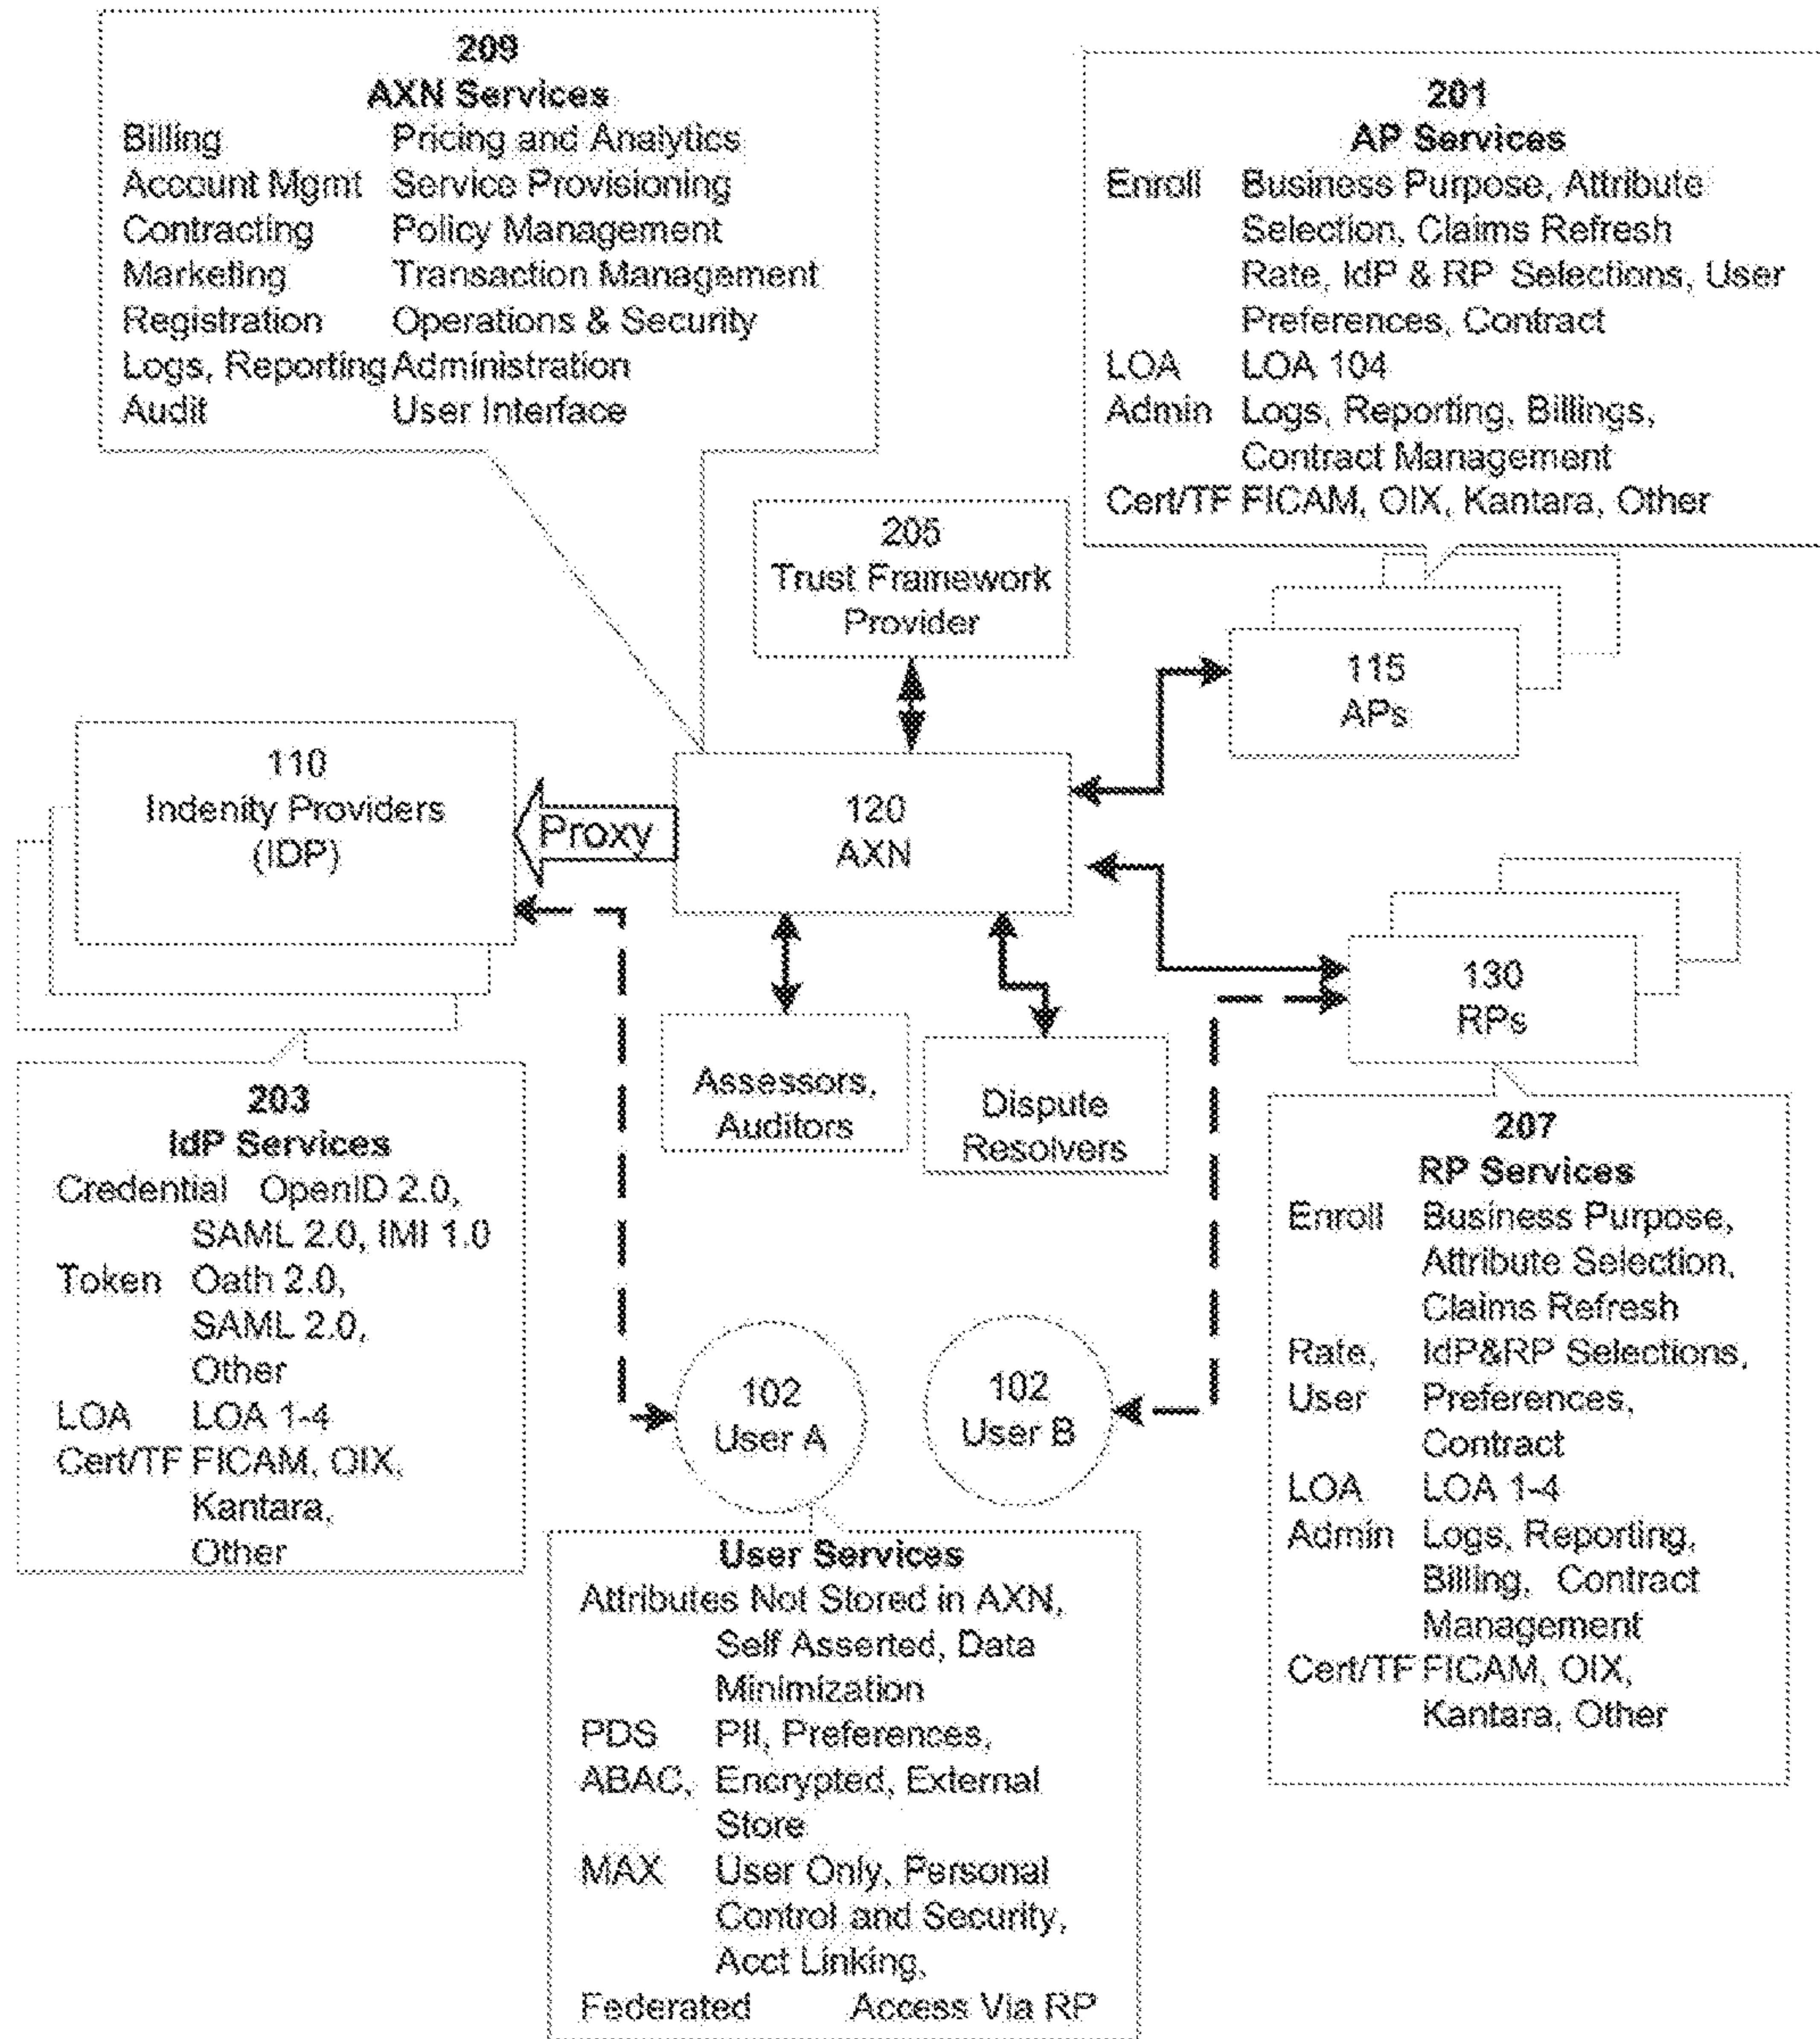 209
AXN Services
Billing Pricing and Analytics
Account Mgmt Service Provisioning
Contracting Policy Management
Marketing Transaction Management
Registration Operations & Security
Logs, Reporting Administration
Audit User Interface
201
AP Services
Enroll Business Purpose, Attribute
Selection, Claims Refresh
Rate, IdP & RP Selections, User
Preferences, Contract
LOA LOA 104
Admin Logs, Reporting, Billings,
Contract Management
Cert/TF FICAM, OIX, Kantara, Other
205
Trust Framework
Provider
115
APs
110
Indenity Providers
(IDP)
Proxy
120
AXN
130
RPs
Assessors,
Auditors
Dispute
Resolvers
203
IdP Services
Credential OpenID 2.0,
SAML 2.0, IMI 1.0
Token Oath 2.0,
SAML 2.0,
Other
LOA LOA 1-4
Cert/TF FICAM, OIX,
Kantara,
Other
102
User A
102
User B
207
RP Services
Enroll Business Purpose,
Attribute Selection,
Claims Refresh
Rate, IdP&RP Selections,
User Preferences,
Contract
LOA LOA 1-4
Admin Logs, Reporting,
Billing, Contract
Management
Cert/TF FICAM, OIX,
Kantara, Other
User Services
Attributes Not Stored in AXN,
Self Asserted, Data
Minimization
PDS PII, Preferences,
ABAC, Encrypted, External
Store
MAX User Only, Personal
Control and Security,
Acct Linking,
Federated Access Via RP